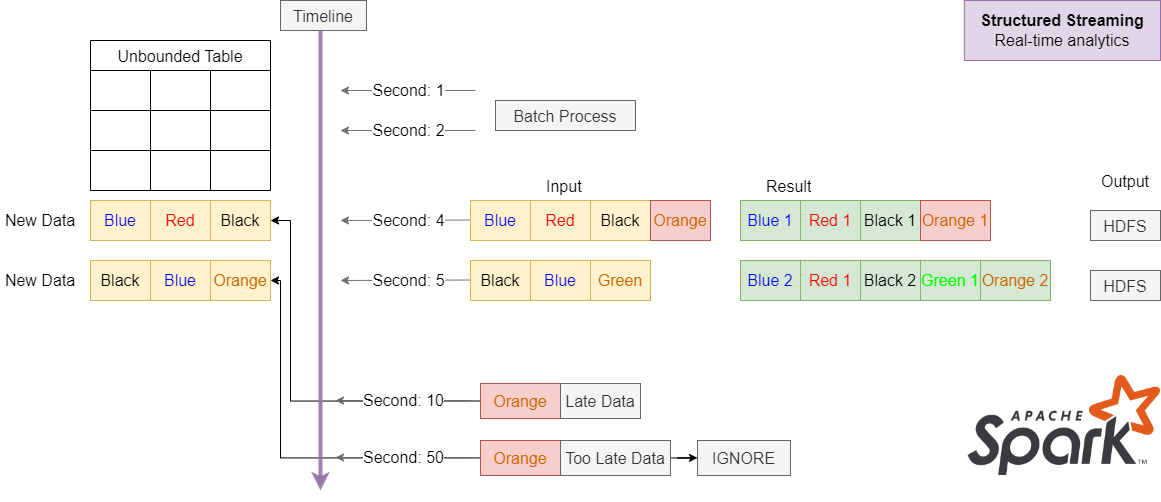 Timeline
Structured Streaming
Real-time analytics
Unbounded Table
Second: 1
Batch Process
Second: 2
Input
Result
Output
New Data
Blue
Red
Black
Second: 4
Blue
Red
Black
Orange
Blue 1
Red 1
Black 1
Orange 1
HDFS
New Data
Black
Blue
Orange
Second: 5
Black
Blue
Green
Blue 2
Red 1
Black 2
Green 1
Orange 2
HDFS
Second: 10
Orange
Late Data
Second: 50
Orange
Too Late Data
IGNORE
APACHE
Spark™